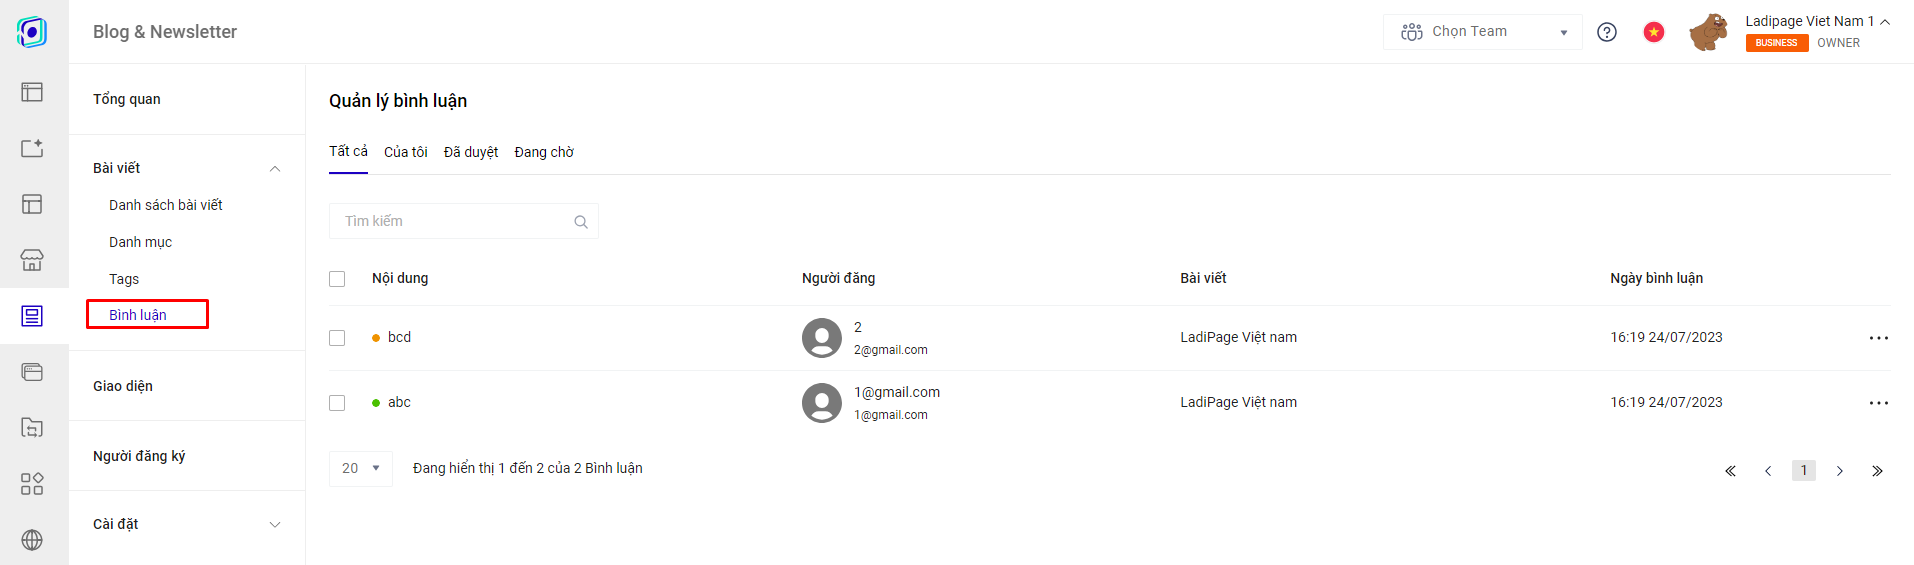 Blog & Newsletter
Chọn Team
Ladipage Viet Nam 1
BUSINESS OWNER
Tổng quan
Bài viết
Danh sách bài viết
Danh mục
Tags
Bình luận
Giao diện
Người đăng ký
Cài đặt
Quản lý bình luận
Tất cả Của tôi Đã duyệt Đang chờ
Tìm kiếm
Nội dung Người đăng Bài viết Ngày bình luận
bcd 2 LadiPage Việt nam 16:19 24/07/2023
2@gmail.com
abc 1@gmail.com LadiPage Việt nam 16:19 24/07/2023
1@gmail.com
20 Đang hiển thị 1 đến 2 của 2 Bình luận 1